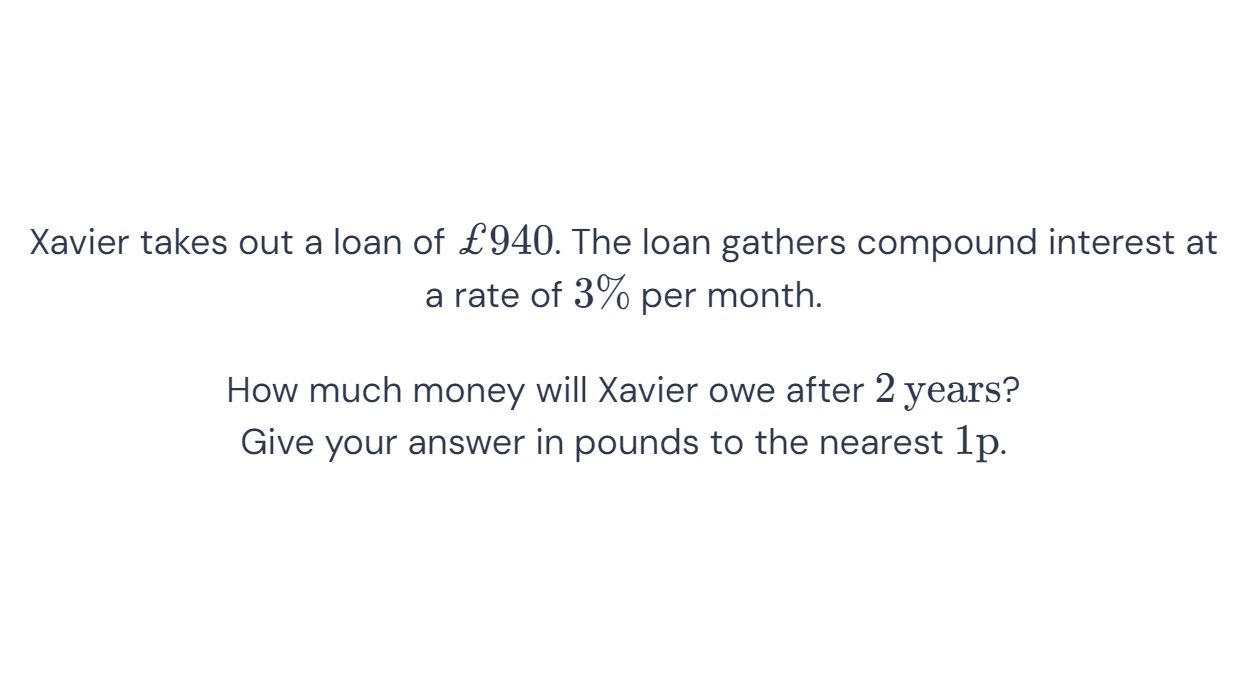 Xavier takes out a loan of £940. The loan gathers compound interest at
a rate of 3% per month.
How much money will Xavier owe after 2 years?
Give your answer in pounds to the nearest 1p.